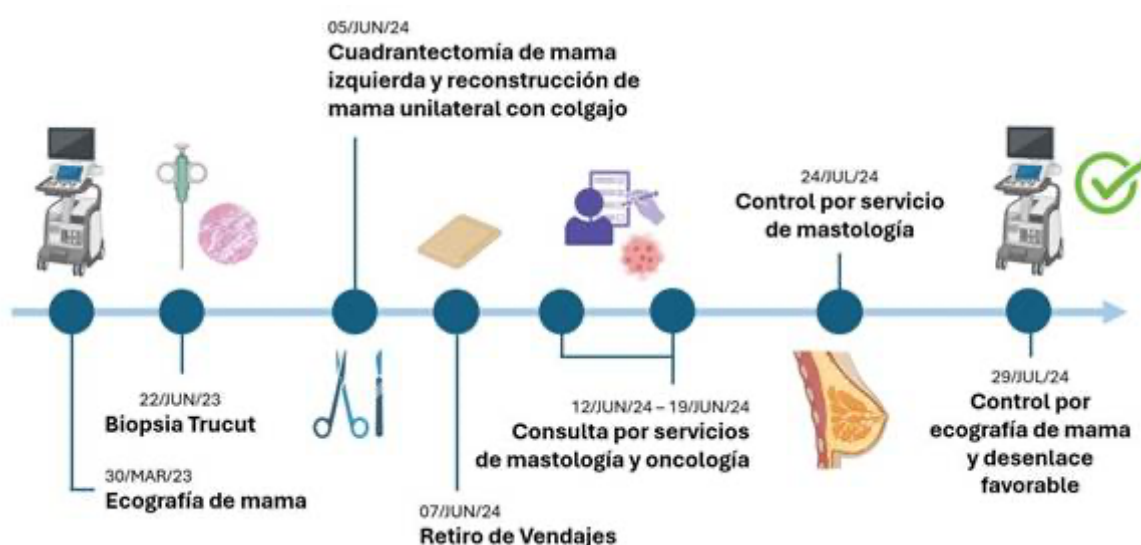 05/JUN/24
Cuadrantectomía de mama
izquierda y reconstrucción de
mama unilateral con colgajo
24/JUL/24
Control por servicio
de mastología
22/JUN/23
Biopsia Trucut
30/MAR/23
Ecografía de mama
07/JUN/24
Retiro de Vendajes
12/JUN/24 – 19/JUN/24
Consulta por servicios
de mastología y oncología
29/JUL/24
Control por
ecografía de mama
y desenlace
favorable